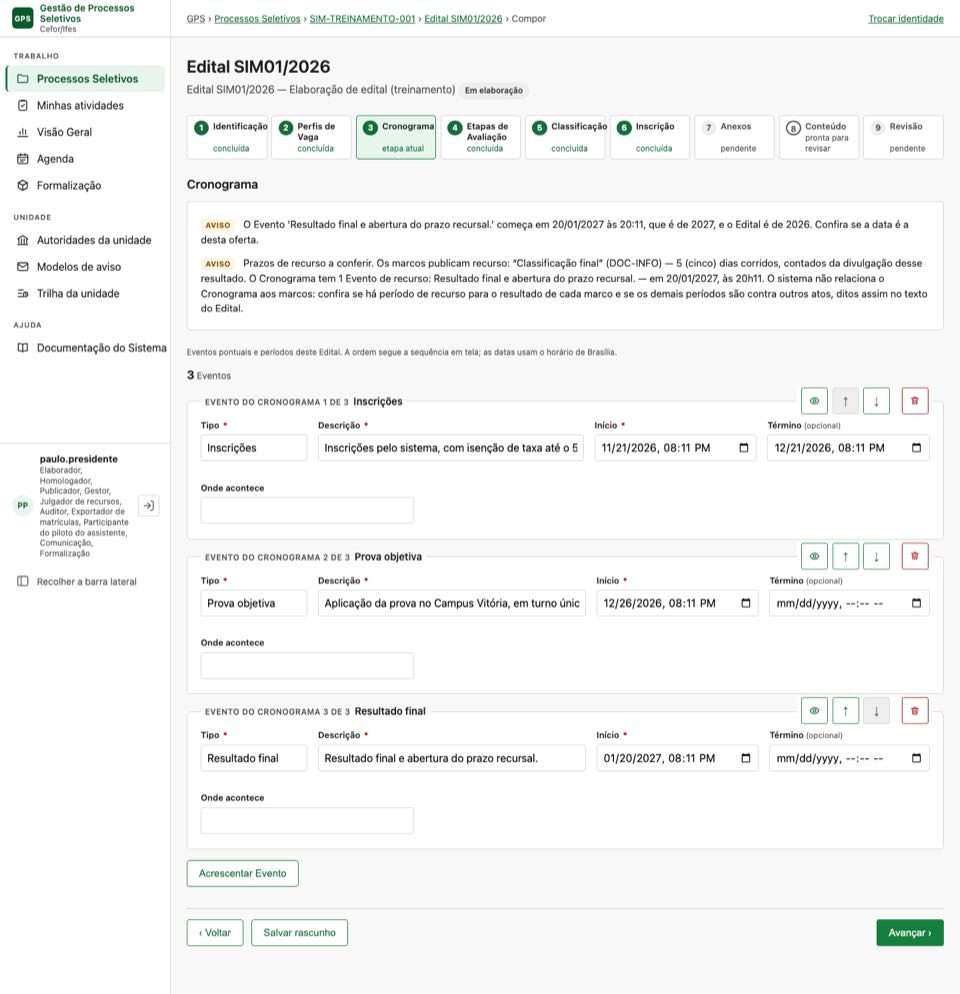 GPS
Gestão de Processos
Seletivos
Cefor/Ifes
GPS › Processos Seletivos › SIM-TREINAMENTO-001 › Edital SIM01/2026 › Compor
Trocar identidade
TRABALHO
Processos Seletivos
Minhas atividades
Visão Geral
Agenda
Formalização
UNIDADE
Autoridades da unidade
Modelos de aviso
Trilha da unidade
AJUDA
Documentação do Sistema
PP
paulo.presidente
Elaborador,
Homologador,
Publicador, Gestor,
Julgador de recursos,
Auditor, Exportador de
matrículas, Participante
do piloto do assistente,
Comunicação,
Formalização
Recolher a barra lateral
Edital SIM01/2026
Edital SIM01/2026 — Elaboração de edital (treinamento) Em elaboração
1 Identificação concluída
2 Perfis de Vaga concluída
3 Cronograma etapa atual
4 Etapas de Avaliação concluída
5 Classificação concluída
6 Inscrição concluída
7 Anexos pendente
8 Conteúdo pronta para revisar
9 Revisão pendente
Cronograma
AVISO O Evento 'Resultado final e abertura do prazo recursal.' começa em 20/01/2027 às 20:11, que é de 2027, e o Edital é de 2026. Confira se a data é a
desta oferta.
AVISO Prazos de recurso a conferir. Os marcos publicam recurso: “Classificação final” (DOC-INFO) — 5 (cinco) dias corridos, contados da divulgação desse
resultado. O Cronograma tem 1 Evento de recurso: Resultado final e abertura do prazo recursal. — em 20/01/2027, às 20h11. O sistema não relaciona o
Cronograma aos marcos: confira se há período de recurso para o resultado de cada marco e se os demais períodos são contra outros atos, ditos assim no texto
do Edital.
Eventos pontuais e períodos deste Edital. A ordem segue a sequência em tela; as datas usam o horário de Brasília.
3 Eventos
EVENTO DO CRONOGRAMA 1 DE 3 Inscrições
↑ ↓
Tipo • Descrição • Início • Término (opcional)
Inscrições Inscrições pelo sistema, com isenção de taxa até o 5 11/21/2026, 08:11 PM 12/21/2026, 08:11 PM
Onde acontece
EVENTO DO CRONOGRAMA 2 DE 3 Prova objetiva
↑ ↓
Tipo • Descrição • Início • Término (opcional)
Prova objetiva Aplicação da prova no Campus Vitória, em turno únic 12/26/2026, 08:11 PM mm/dd/yyyy, --:-- --
Onde acontece
EVENTO DO CRONOGRAMA 3 DE 3 Resultado final
↑ ↓
Tipo • Descrição • Início • Término (opcional)
Resultado final Resultado final e abertura do prazo recursal. 01/20/2027, 08:11 PM mm/dd/yyyy, --:-- --
Onde acontece
Acrescentar Evento
‹ Voltar
Salvar rascunho
Avançar ›